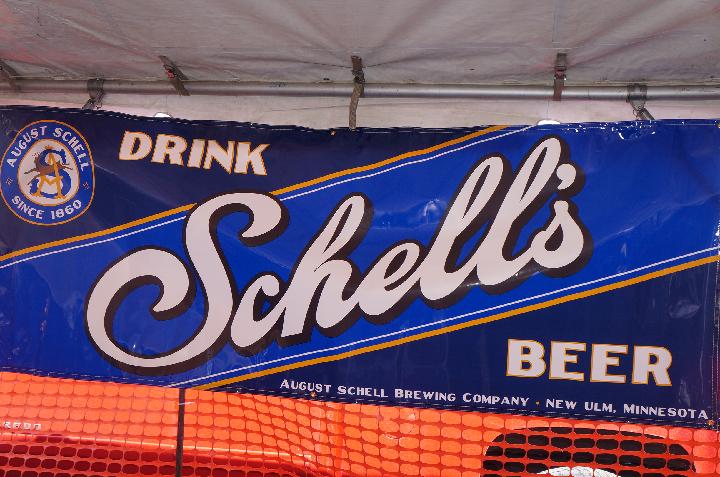 AUGUST SCHELL
SINCE 1860
DRINK
Schell's
BEER
AUGUST SCHELL BREWING COMPANY · NEW ULM, MINNESOTA